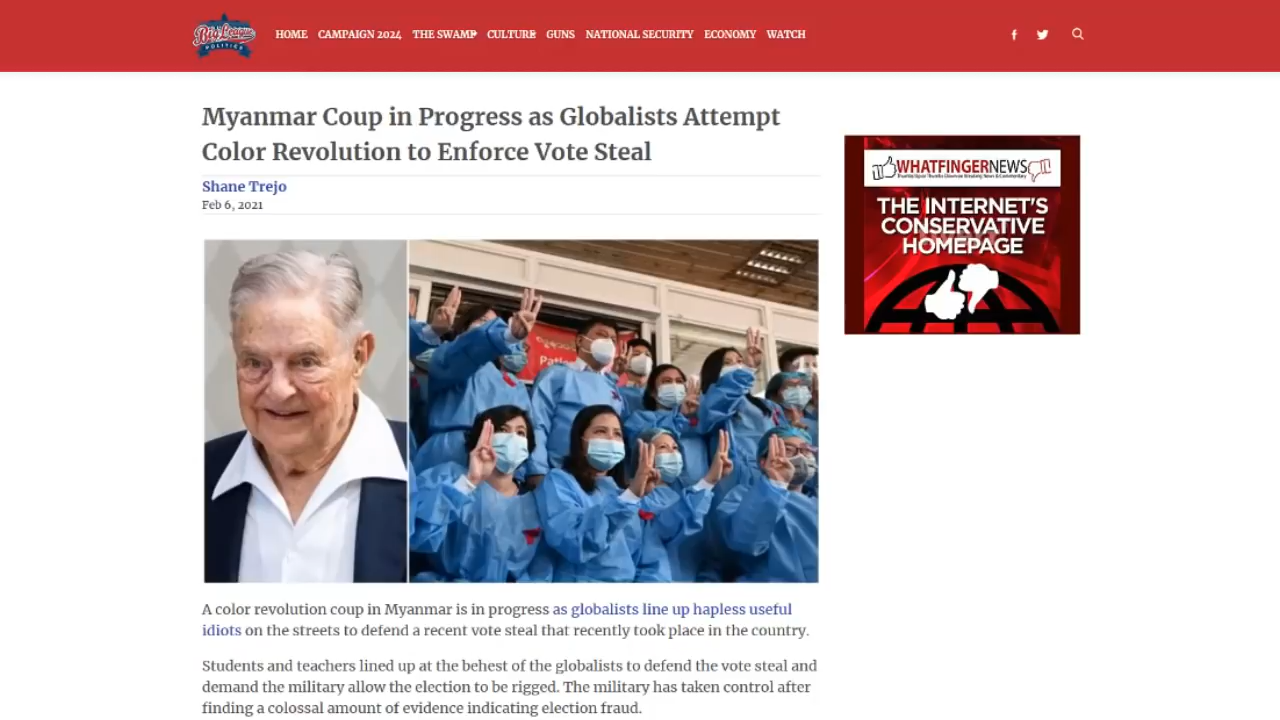 Big League
POLITICS
HOME CAMPAIGN 2024 THE SWAMP CULTURE GUNS NATIONAL SECURITY ECONOMY WATCH
Myanmar Coup in Progress as Globalists Attempt
Color Revolution to Enforce Vote Steal
Shane Trejo
Feb 6, 2021
A color revolution coup in Myanmar is in progress as globalists line up hapless useful
idiots on the streets to defend a recent vote steal that recently took place in the country.
Students and teachers lined up at the behest of the globalists to defend the vote steal and
demand the military allow the election to be rigged. The military has taken control after
finding a colossal amount of evidence indicating election fraud.
WHATFINGERNEWS
THE INTERNET'S
CONSERVATIVE
HOMEPAGE